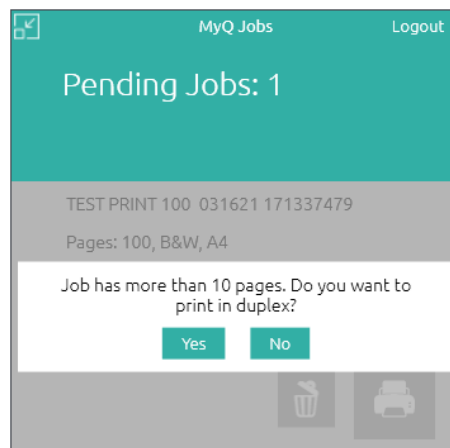 MyQ Jobs Logout
Pending Jobs: 1
TEST PRINT 100 031621 171337479
Pages: 100, B&W, A4
Job has more than 10 pages. Do you want to
print in duplex?
Yes No